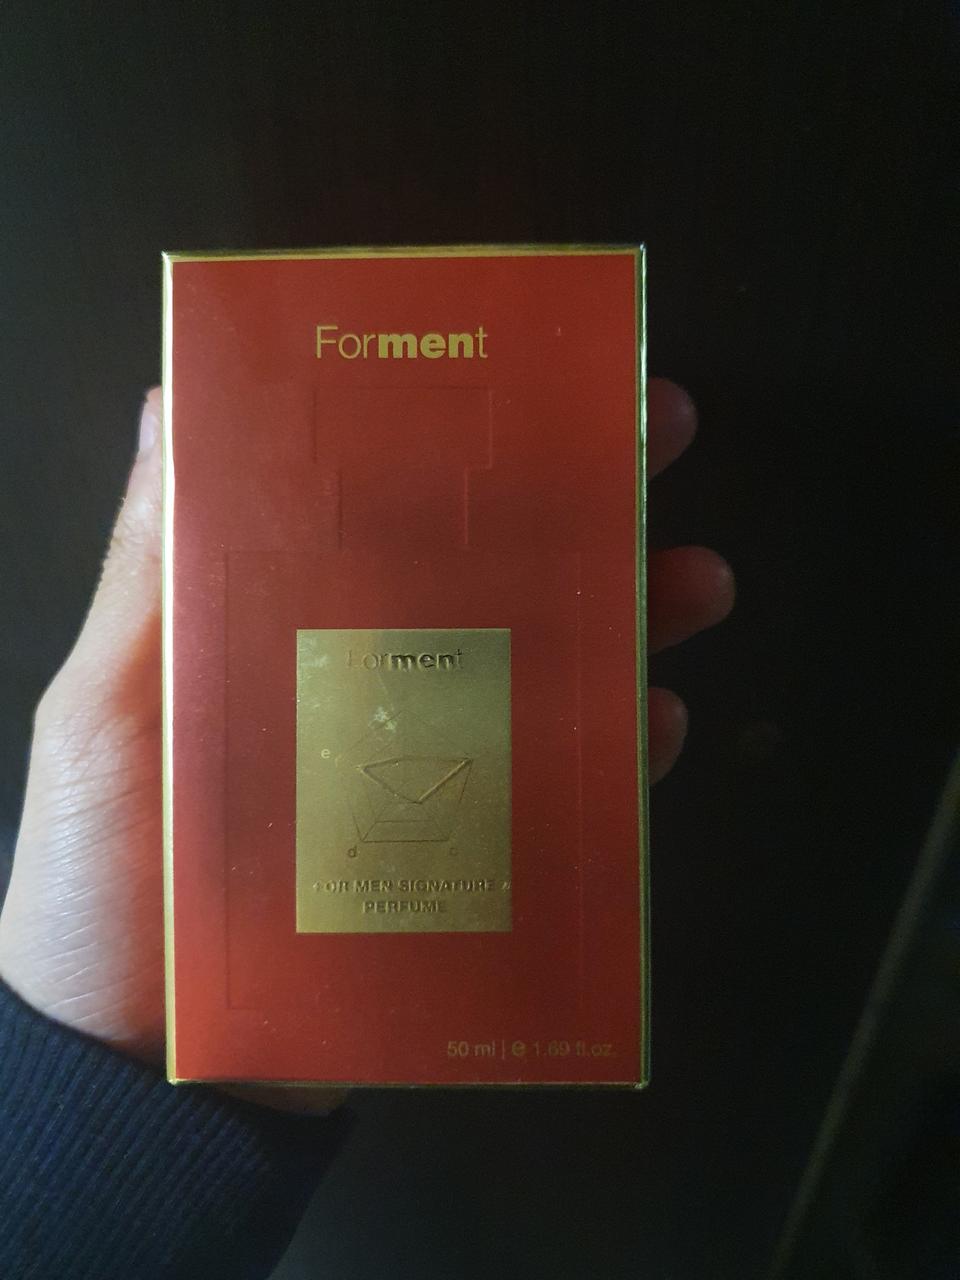 Forment
Forment
e
d
c
FOR MEN SIGNATURE
PERFUME
50 ml | e 1.69 fl.oz.